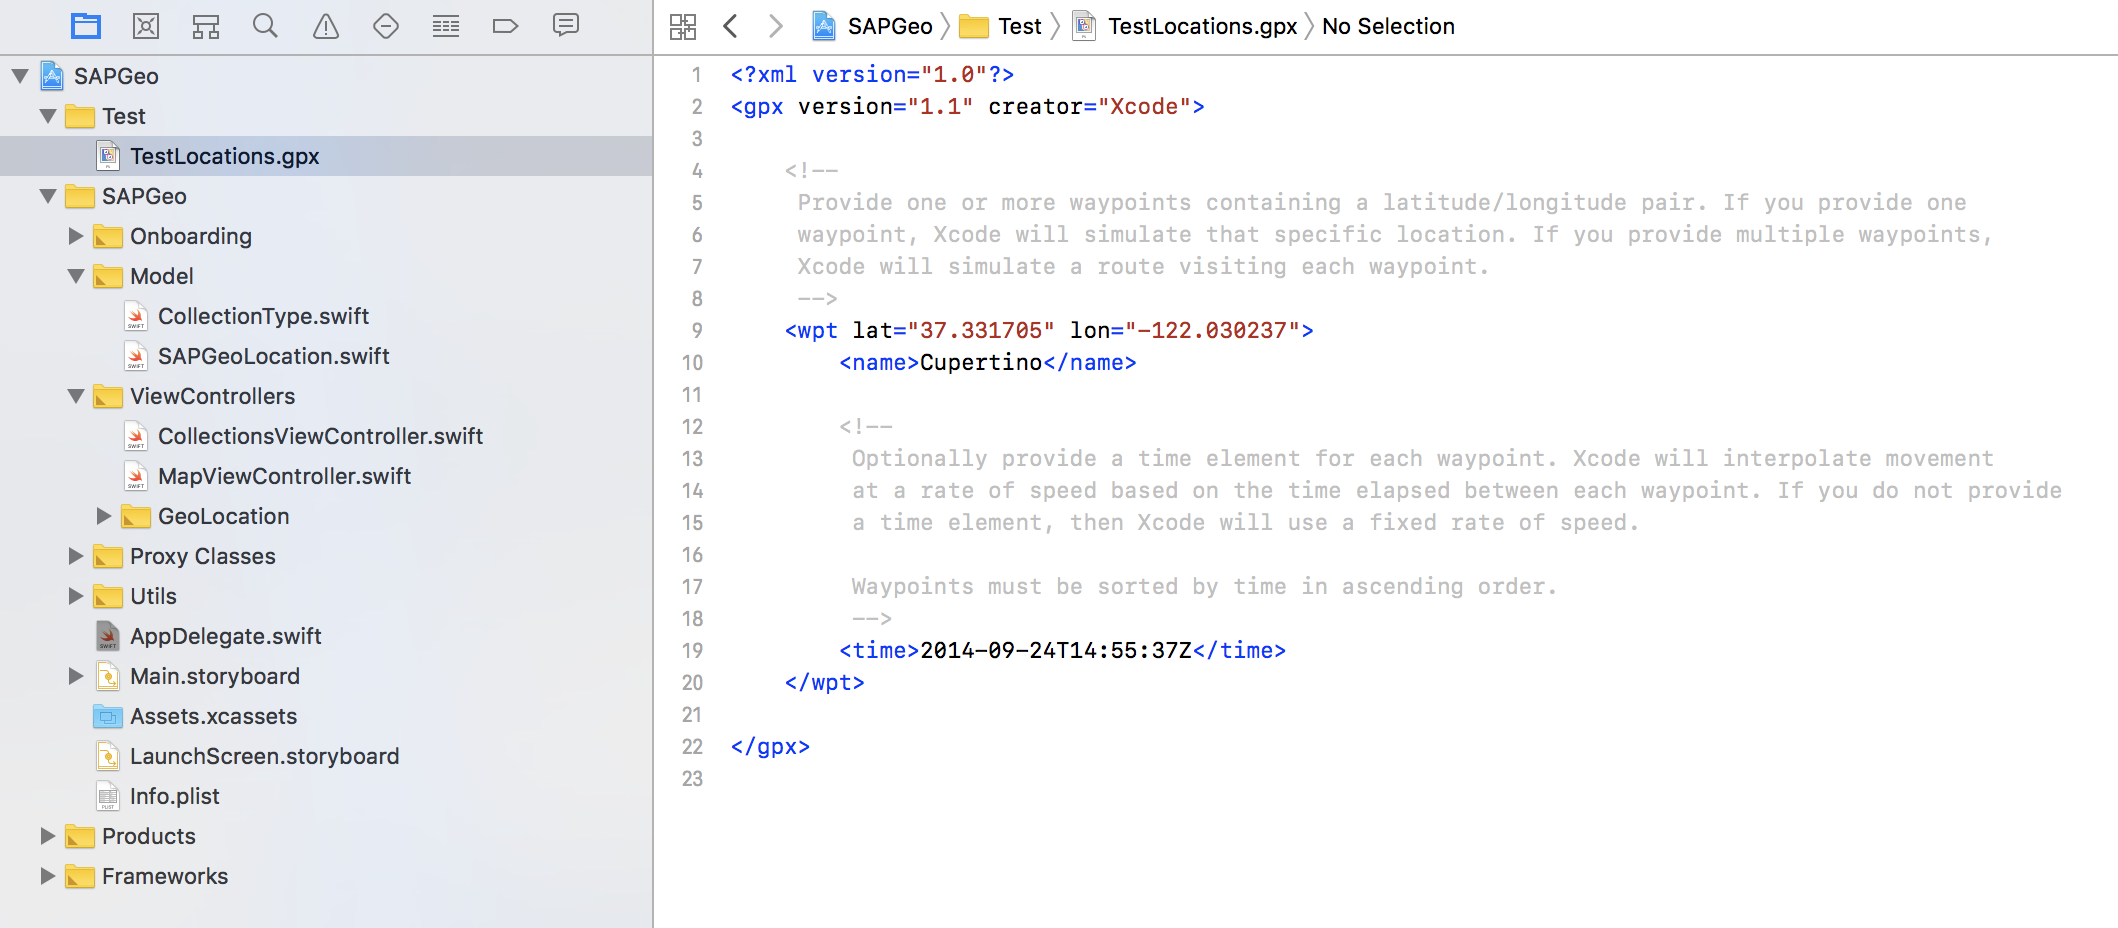 SAPGeo
Test
TestLocations.gpx
SAPGeo
Onboarding
Model
CollectionType.swift
SAPGeoLocation.swift
ViewControllers
CollectionsViewController.swift
MapViewController.swift
GeoLocation
Proxy Classes
Utils
AppDelegate.swift
Main.storyboard
Assets.xcassets
LaunchScreen.storyboard
Info.plist
Products
Frameworks
SAPGeo Test TestLocations.gpx No Selection
1 <?xml version="1.0"?>
2 <gpx version="1.1" creator="Xcode">
3
4 <!--
5 Provide one or more waypoints containing a latitude/longitude pair. If you provide one
6 waypoint, Xcode will simulate that specific location. If you provide multiple waypoints,
7 Xcode will simulate a route visiting each waypoint.
8 -->
9 <wpt lat="37.331705" lon="-122.030237">
10 <name>Cupertino</name>
11
12 <!--
13 Optionally provide a time element for each waypoint. Xcode will interpolate movement
14 at a rate of speed based on the time elapsed between each waypoint. If you do not provide
15 a time element, then Xcode will use a fixed rate of speed.
16
17 Waypoints must be sorted by time in ascending order.
18 -->
19 <time>2014-09-24T14:55:37Z</time>
20 </wpt>
21
22 </gpx>
23